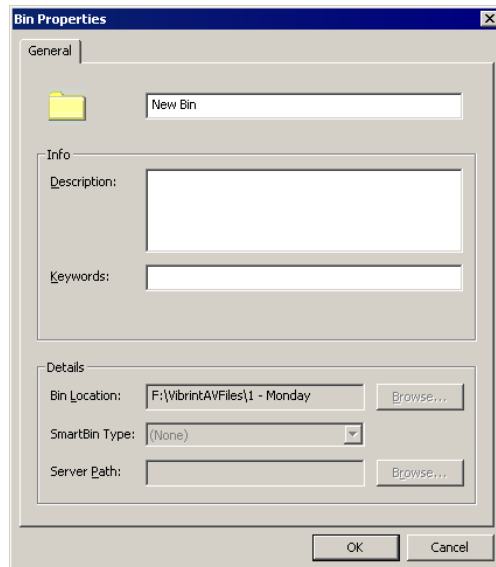 Bin Properties
General
New Bin
Info
Description:
Keywords:
Details
Bin Location: F:\VibrintAVFiles\1 - Monday Browse...
SmartBin Type: (None)
Server Path: Browse...
OK Cancel